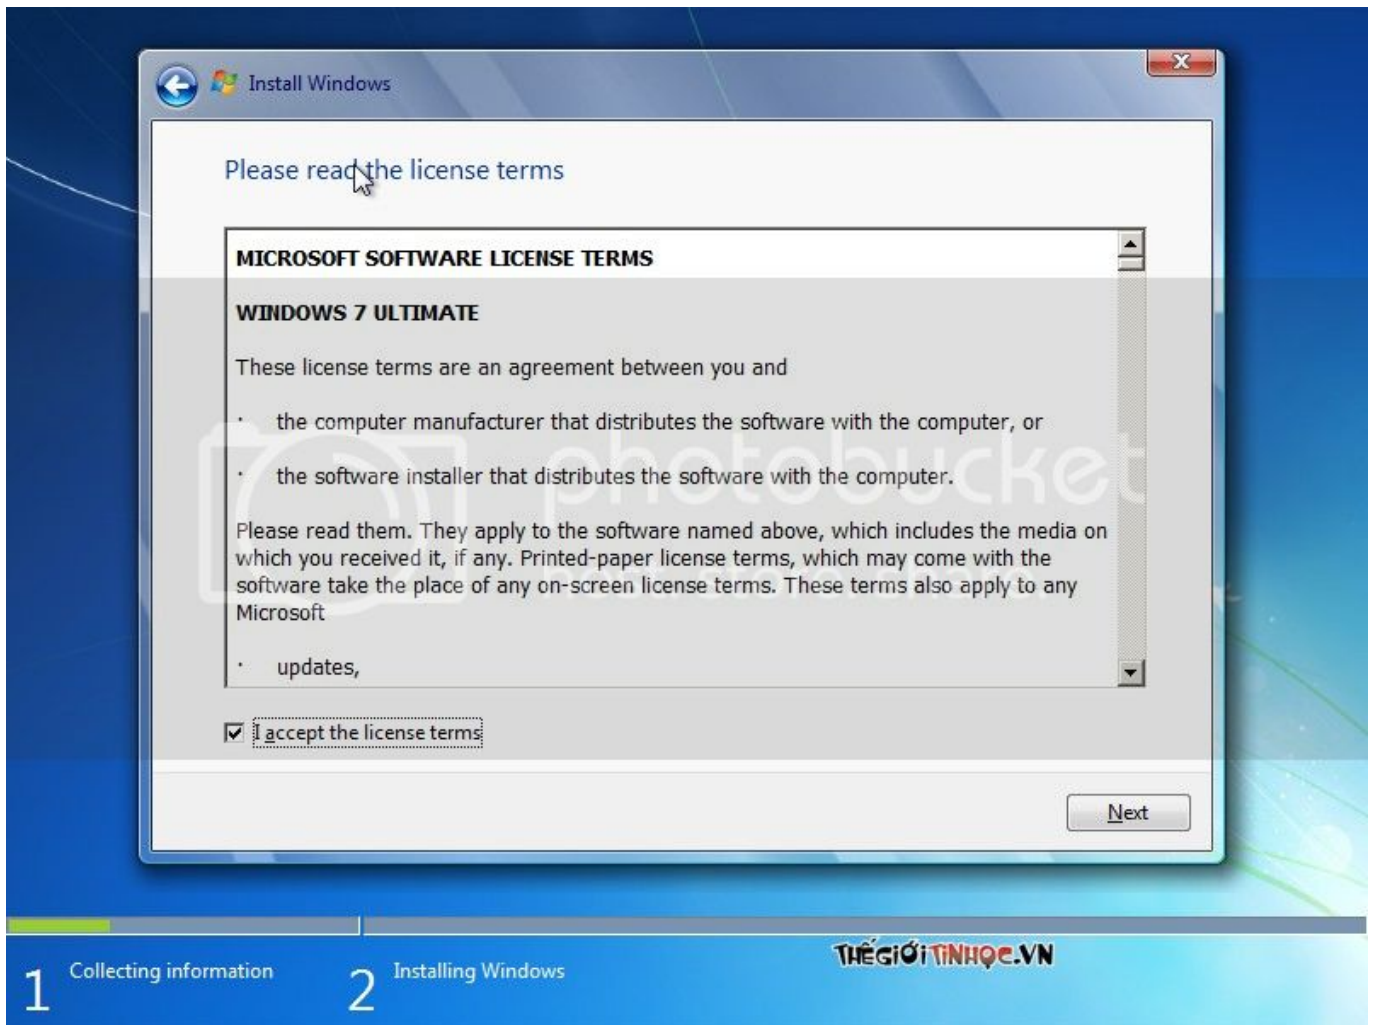 Install Windows
Please read the license terms
MICROSOFT SOFTWARE LICENSE TERMS
WINDOWS 7 ULTIMATE
These license terms are an agreement between you and
· the computer manufacturer that distributes the software with the computer, or
· the software installer that distributes the software with the computer.
Please read them. They apply to the software named above, which includes the media on
which you received it, if any. Printed-paper license terms, which may come with the
software take the place of any on-screen license terms. These terms also apply to any
Microsoft
· updates,
photobucket
host. store. share.
I accept the license terms
Next
THẾGIỚITINHỌC.VN
1 Collecting information
2 Installing Windows